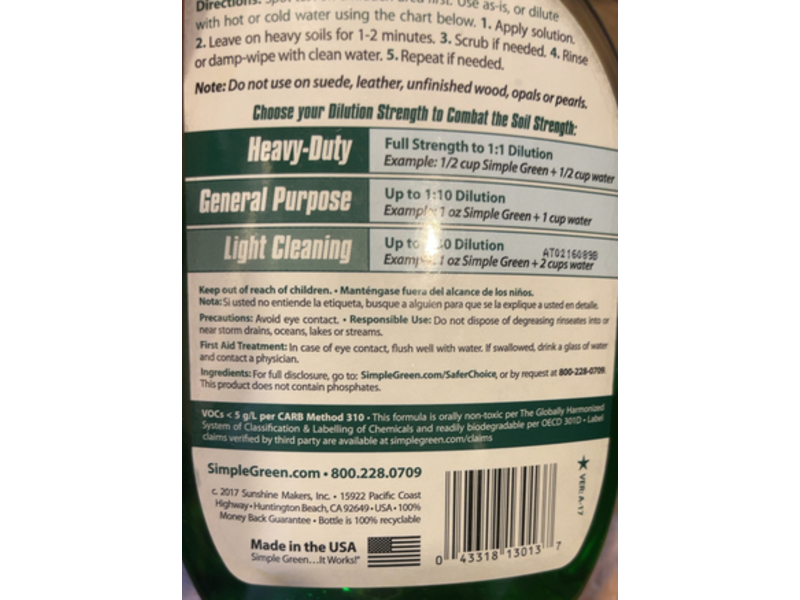 Directions: Use as-is, or dilute
with hot or cold water using the chart below. 1. Apply solution.
2. Leave on heavy soils for 1-2 minutes. 3. Scrub if needed. 4. Rinse
or damp-wipe with clean water. 5. Repeat if needed.
Note: Do not use on suede, leather, unfinished wood, opals or pearls.
Choose your Dilution Strength to Combat the Soil Strength:
Heavy-Duty
Full Strength to 1:1 Dilution
Example: 1/2 cup Simple Green + 1/2 cup water
General Purpose
Up to 1:10 Dilution
Example: 1 oz Simple Green + 1 cup water
Light Cleaning
Up to 0 Dilution
AT0216089B
Examp 1 oz Simple Green + 2 cups water
Keep out of reach of children. • Manténgase fuera del alcance de los niños.
Nota: Si usted no entiende la etiqueta, busque a alguien para que se la explique a usted en detalle.
Precautions: Avoid eye contact. • Responsible Use: Do not dispose of degreasing rinseates into or
near storm drains, oceans, lakes or streams.
First Aid Treatment: In case of eye contact, flush well with water. If swallowed, drink a glass of water
and contact a physician.
Ingredients: For full disclosure, go to: SimpleGreen.com/SaferChoice, or by request at 800-228-0709.
This product does not contain phosphates.
VOCs < 5 g/L per CARB Method 310 • This formula is orally non-toxic per The Globally Harmonized
System of Classification & Labelling of Chemicals and readily biodegradable per OECD 301D • Label
claims verified by third party are available at simplegreen.com/claims
SimpleGreen.com • 800.228.0709
c. 2017 Sunshine Makers, Inc. • 15922 Pacific Coast
Highway • Huntington Beach, CA 92649 • USA • 100%
Money Back Guarantee • Bottle is 100% recyclable
Made in the USA
Simple Green...It Works!®
0 43318 13013 7
★ VER: A-17